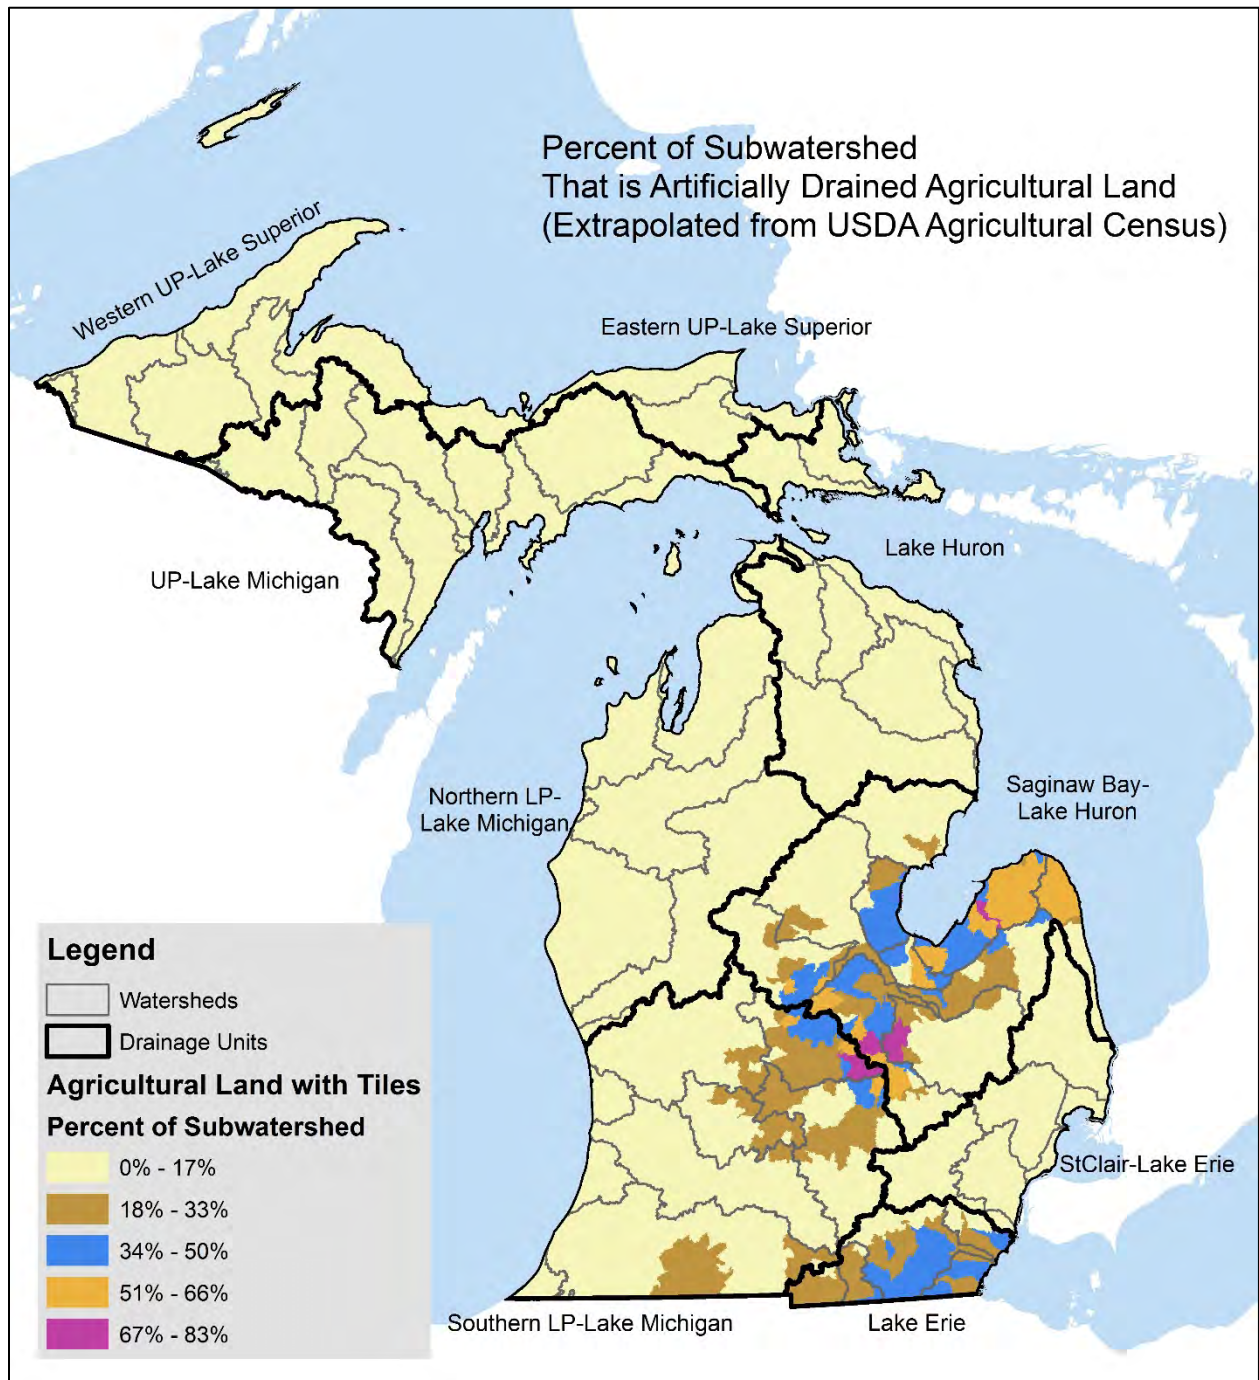 Percent of Subwatershed
That is Artificially Drained Agricultural Land
(Extrapolated from USDA Agricultural Census)
Western UP-Lake Superior
Eastern UP-Lake Superior
Lake Huron
UP-Lake Michigan
Northern LP-
Lake Michigan
Saginaw Bay-
Lake Huron
Legend
Watersheds
Drainage Units
Agricultural Land with Tiles
Percent of Subwatershed
0% - 17%
18% - 33%
34% - 50%
51% - 66%
67% - 83%
StClair-Lake Erie
Southern LP-Lake Michigan
Lake Erie